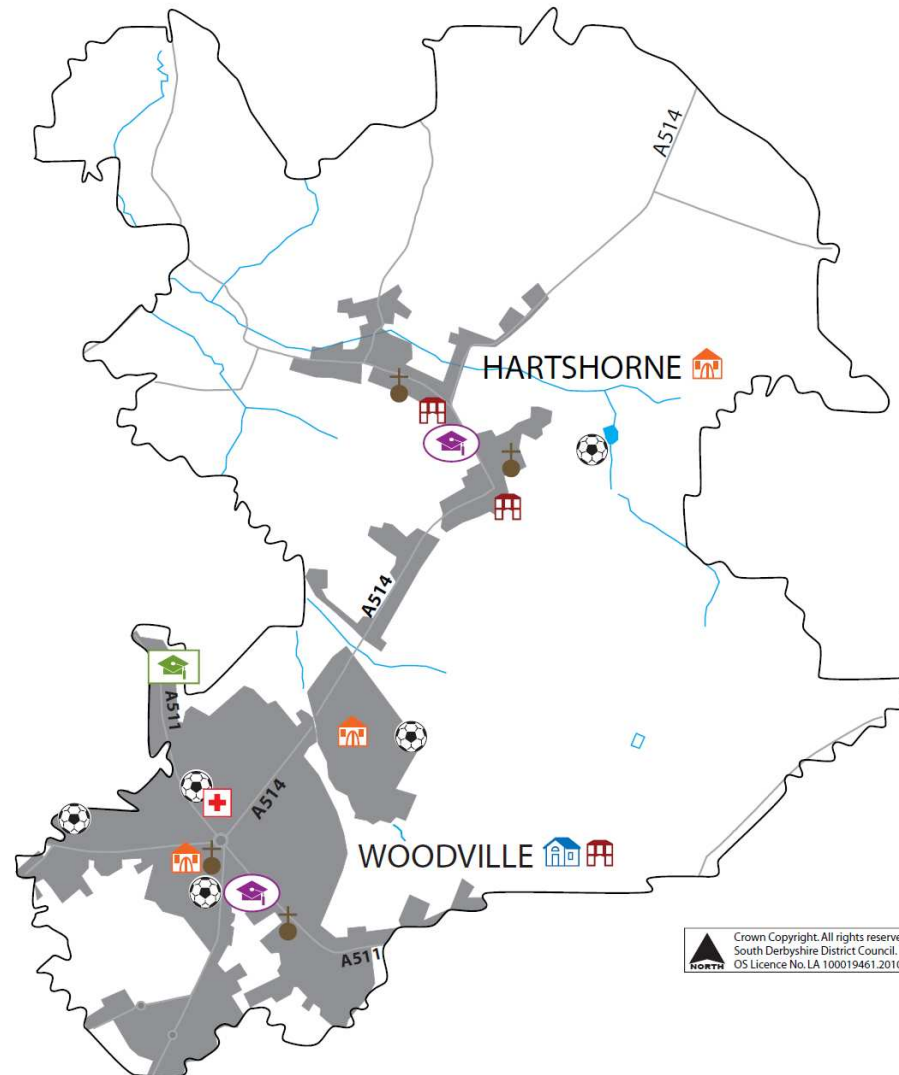 A514
HARTSHORNE
A514
A511
A514
WOODVILLE
A511
NORTH
Crown Copyright. All rights reserve
South Derbyshire District Council.
OS Licence No. LA 100019461.2010